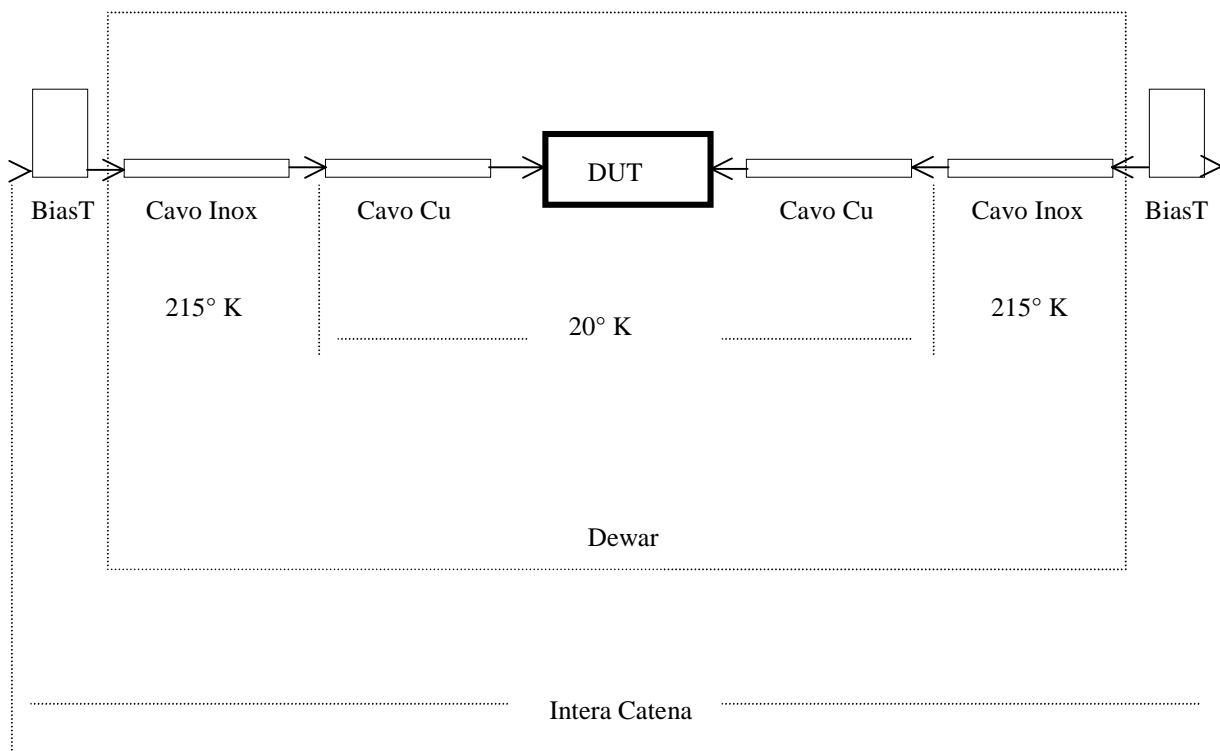 DUT
BiasT
Cavo Inox
Cavo Cu
Cavo Cu
Cavo Inox
BiasT
215° K
20° K
215° K
Dewar
Intera Catena